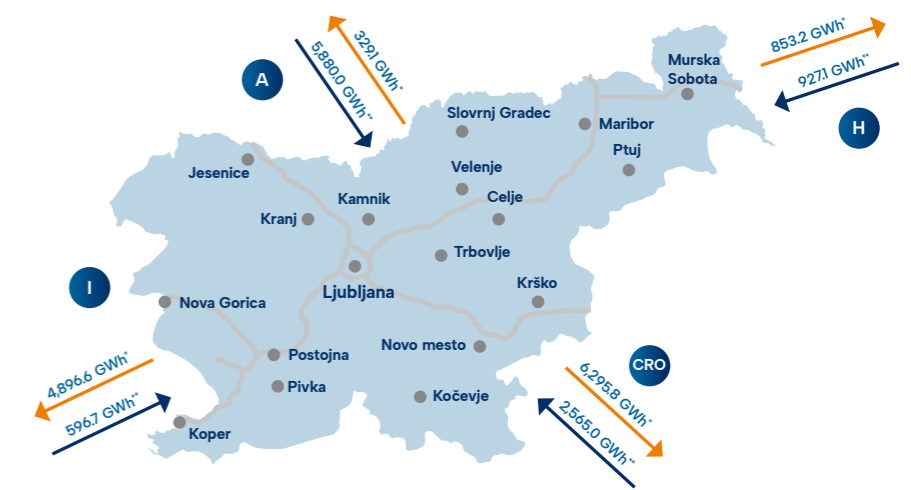 853.2 GWh*
927.1 GWh**
H
A
329.1 GWh*
5,880.0 GWh**
Murska
Sobota
Slovrnj Gradec
Maribor
Ptuj
Jesenice
Velenje
Kamnik
Celje
Kranj
Trbovlje
Ljubljana
Krško
I
Nova Gorica
Novo mesto
Postojna
Pivka
Kočevje
Koper
CRO
4,896.6 GWh*
596.7 GWh**
6,295.8 GWh*
2,565.0 GWh**